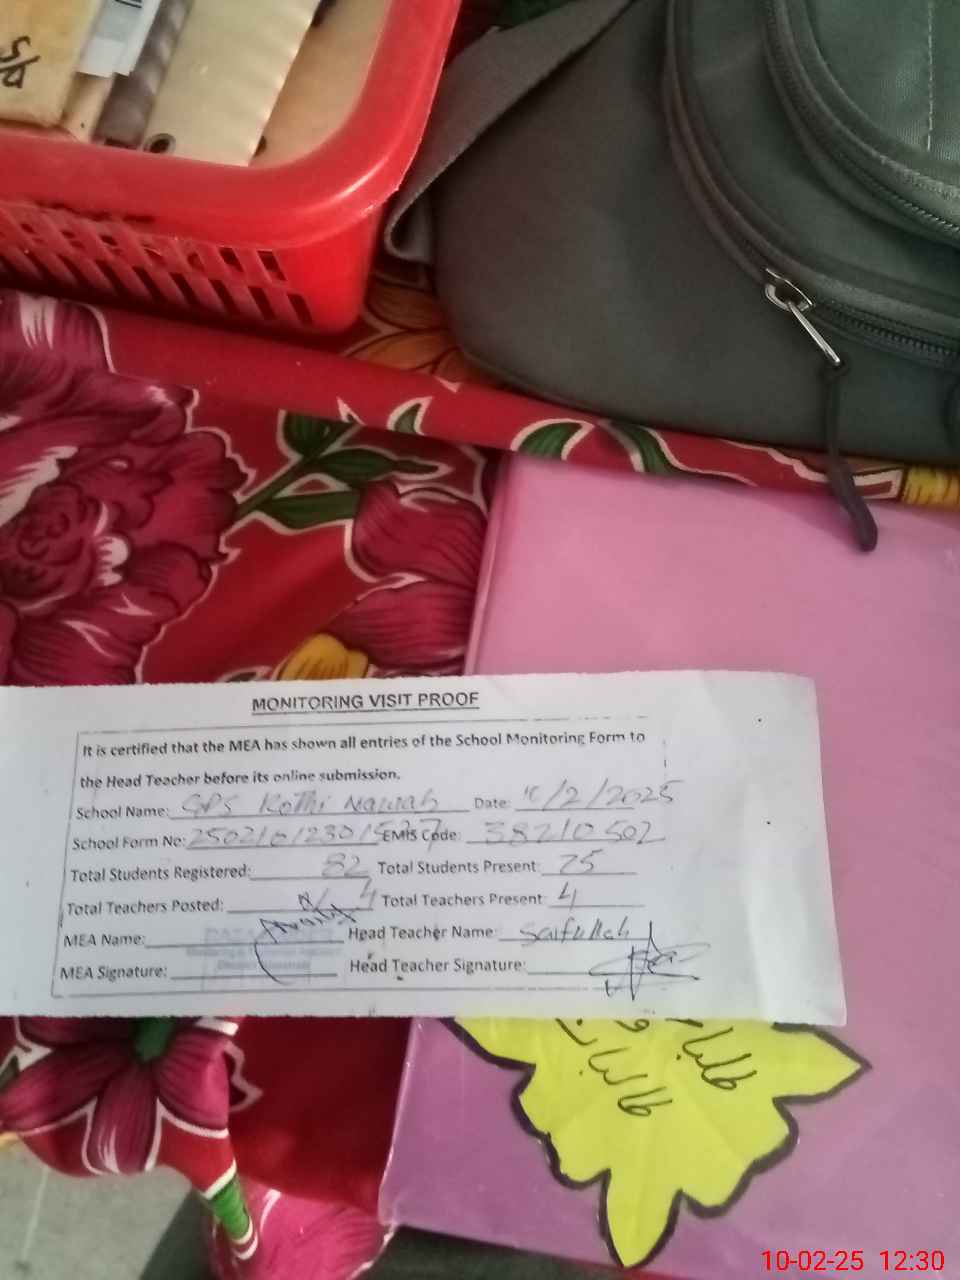 MONITORING VISIT PROOF
It is certified that the MEA has shown all entries of the School Monitoring Form to
the Head Teacher before its online submission.
School Name: GPS Kothi Nawab Date: 10/2/2025
School Form No: EMIS Code: 38210502
Total Students Registered: 82 Total Students Present: 75
Total Teachers Posted: 4 Total Teachers Present: 4
MEA Name: Head Teacher Name: Saifullah
MEA Signature: Head Teacher Signature:
طلباء و
طالبات
10-02-25 12:30